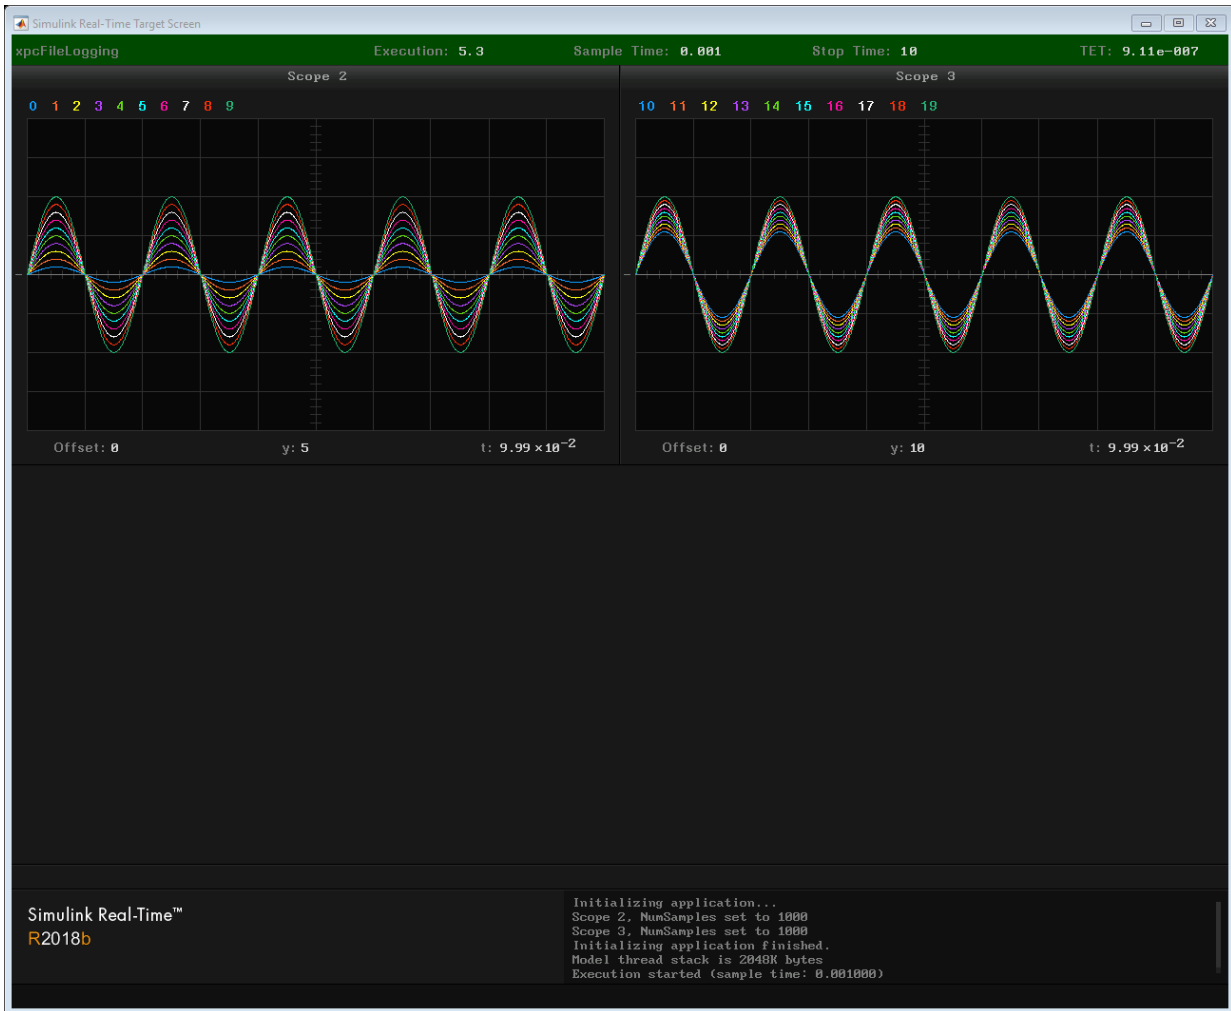 Simulink Real-Time Target Screen
xpcFileLogging Execution: 5.3 Sample Time: 0.001 Stop Time: 10 TET: 9.11e-007
Scope 2
0 1 2 3 4 5 6 7 8 9
Offset: 0 y: 5 t: 9.99×10⁻²
Scope 3
10 11 12 13 14 15 16 17 18 19
Offset: 0 y: 10 t: 9.99×10⁻²
Simulink Real-Time™
R2018b
Initializing application...
Scope 2, NumSamples set to 1000
Scope 3, NumSamples set to 1000
Initializing application finished.
Model thread stack is 2048K bytes
Execution started (sample time: 0.001000)